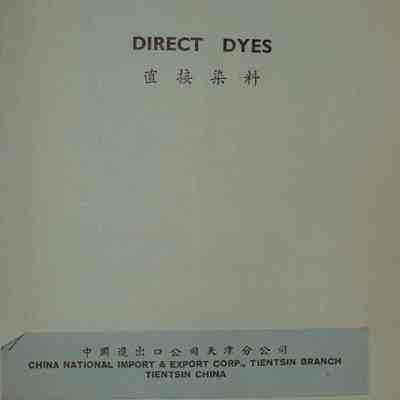 DIRECT DYES
直接染料
中國進出口公司天津分公司
CHINA NATIONAL IMPORT & EXPORT CORP., TIENTSIN BRANCH
TIENTSIN CHINA